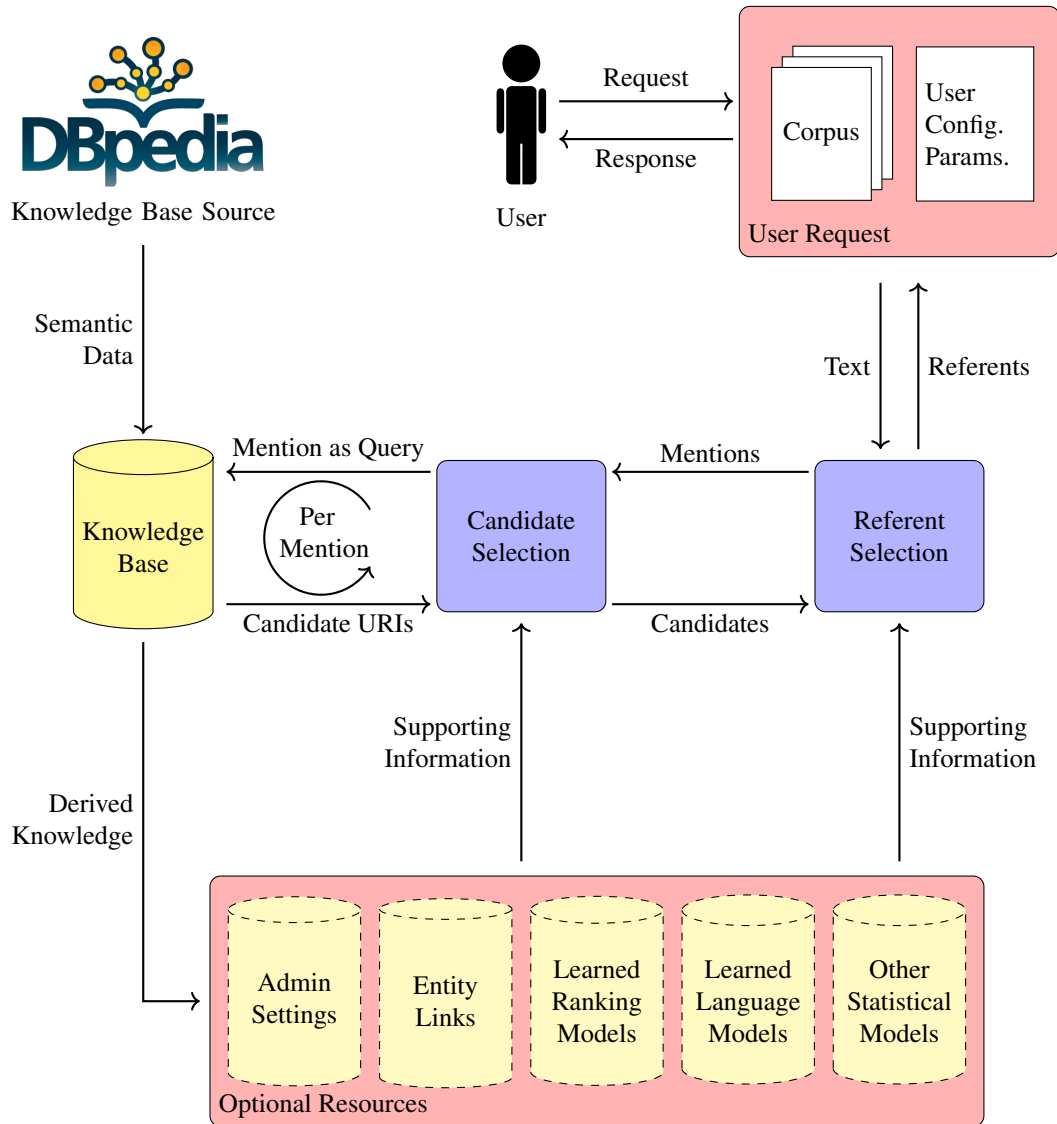 DBpedia
Knowledge Base Source
User
Request
Response
Corpus
User
Config.
Params.
User Request
Semantic
Data
Text
Referents
Mention as Query
Mentions
Knowledge
Base
Per
Mention
Candidate
Selection
Referent
Selection
Candidate URIs
Candidates
Supporting
Information
Supporting
Information
Derived
Knowledge
Admin
Settings
Entity
Links
Learned
Ranking
Models
Learned
Language
Models
Other
Statistical
Models
Optional Resources